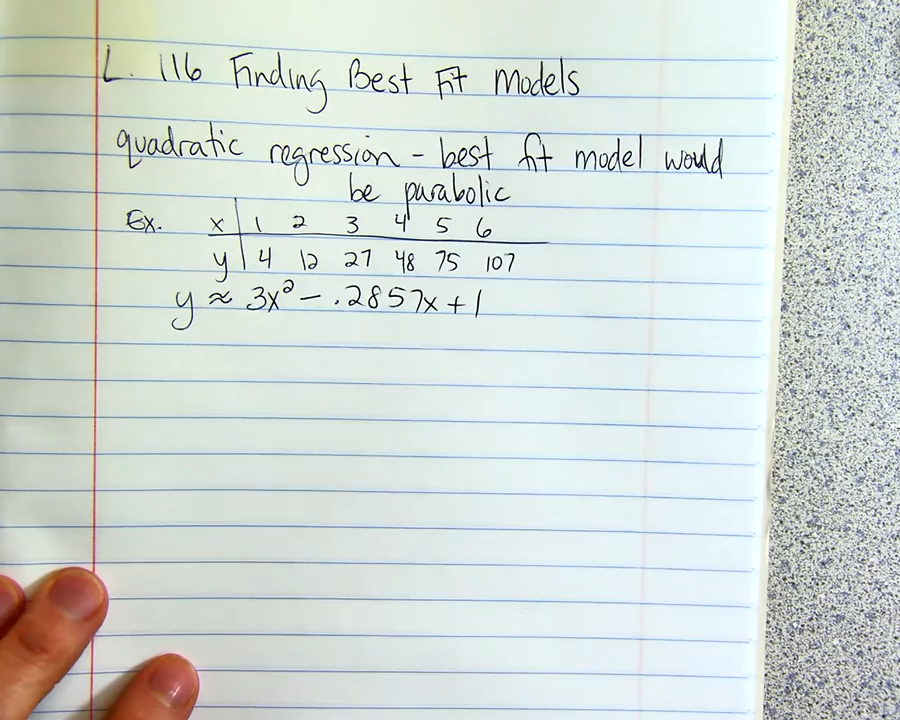 L. 116 Finding Best Fit Models
quadratic regression - best fit model would
be parabolic
Ex. x | 1 2 3 4 5 6
y | 4 12 27 48 75 107
y ≈ 3x² - .2857x + 1